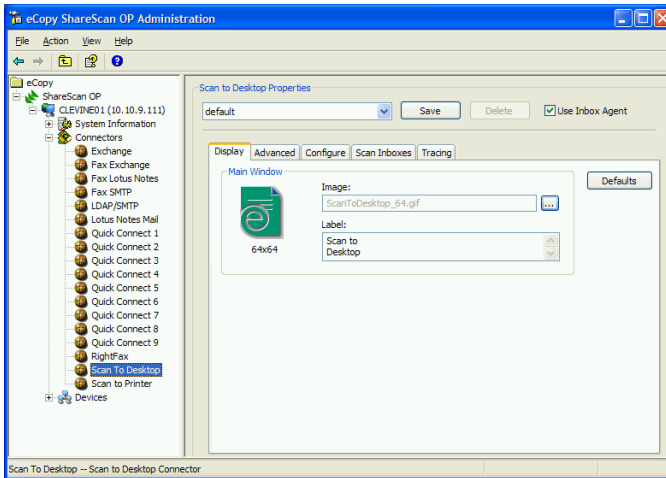 eCopy ShareScan OP Administration
File Action View Help
eCopy
ShareScan OP
CLEVINE01 (10.10.9.111)
System Information
Connectors
Exchange
Fax Exchange
Fax Lotus Notes
Fax SMTP
LDAP/SMTP
Lotus Notes Mail
Quick Connect 1
Quick Connect 2
Quick Connect 3
Quick Connect 4
Quick Connect 5
Quick Connect 6
Quick Connect 7
Quick Connect 8
Quick Connect 9
RightFax
Scan To Desktop
Scan to Printer
Devices
Scan to Desktop Properties
default Save Delete Use Inbox Agent
Display Advanced Configure Scan Inboxes Tracing
Main Window
Defaults
Image:
ScanToDesktop_64.gif ...
Label:
Scan to
Desktop
64x64
Scan To Desktop -- Scan to Desktop Connector